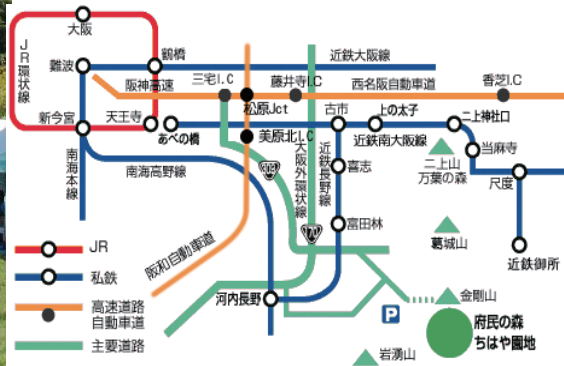 大阪
JR環状線
難波
鶴橋
近鉄大阪線
阪神高速
三宅I.C
藤井寺I.C
西名阪自動車道
香芝I.C
松原Jct
新今宮
天王寺
あべの橋
古市
上の太子
二上神社口
美原北I.C
近鉄南大阪線
当麻寺
南海本線
南海高野線
309
大阪外環状線
近鉄長野線
喜志
二上山
万葉の森
尺度
170
富田林
葛城山
JR
私鉄
阪和自動車道
近鉄御所
高速道路
自動車道
河内長野
金剛山
P
府民の森
ちはや園地
主要道路
岩湧山